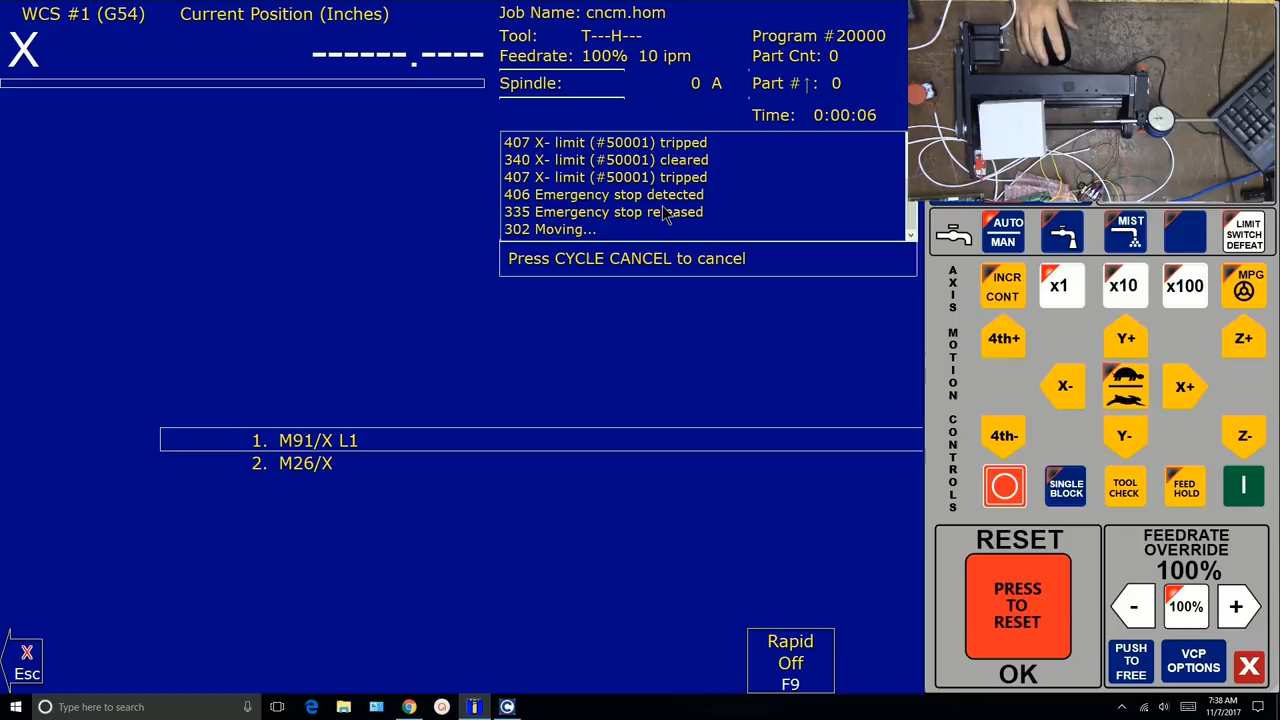 WCS #1 (G54)
Current Position (Inches)
X
------.----
Job Name: cncm.hom
Tool: T---H---
Feedrate: 100% 10 ipm
Spindle: 0 A
Program #20000
Part Cnt: 0
Part #↑: 0
Time: 0:00:06
407 X- limit (#50001) tripped
340 X- limit (#50001) cleared
407 X- limit (#50001) tripped
406 Emergency stop detected
335 Emergency stop released
302 Moving...
Press CYCLE CANCEL to cancel
1. M91/X L1
2. M26/X
X
Esc
Rapid
Off
F9
AUTO
MAN
MIST
LIMIT
SWITCH
DEFEAT
AXIS
MOTION
CONTROLS
INCR
CONT
x1
x10
x100
MPG
4th+
Y+
Z+
X-
X+
4th-
Y-
Z-
SINGLE
BLOCK
TOOL
CHECK
FEED
HOLD
I
RESET
PRESS
TO
RESET
OK
FEEDRATE
OVERRIDE
100%
-
100%
+
PUSH
TO
FREE
VCP
OPTIONS
X
Type here to search
7:38 AM
11/7/2017